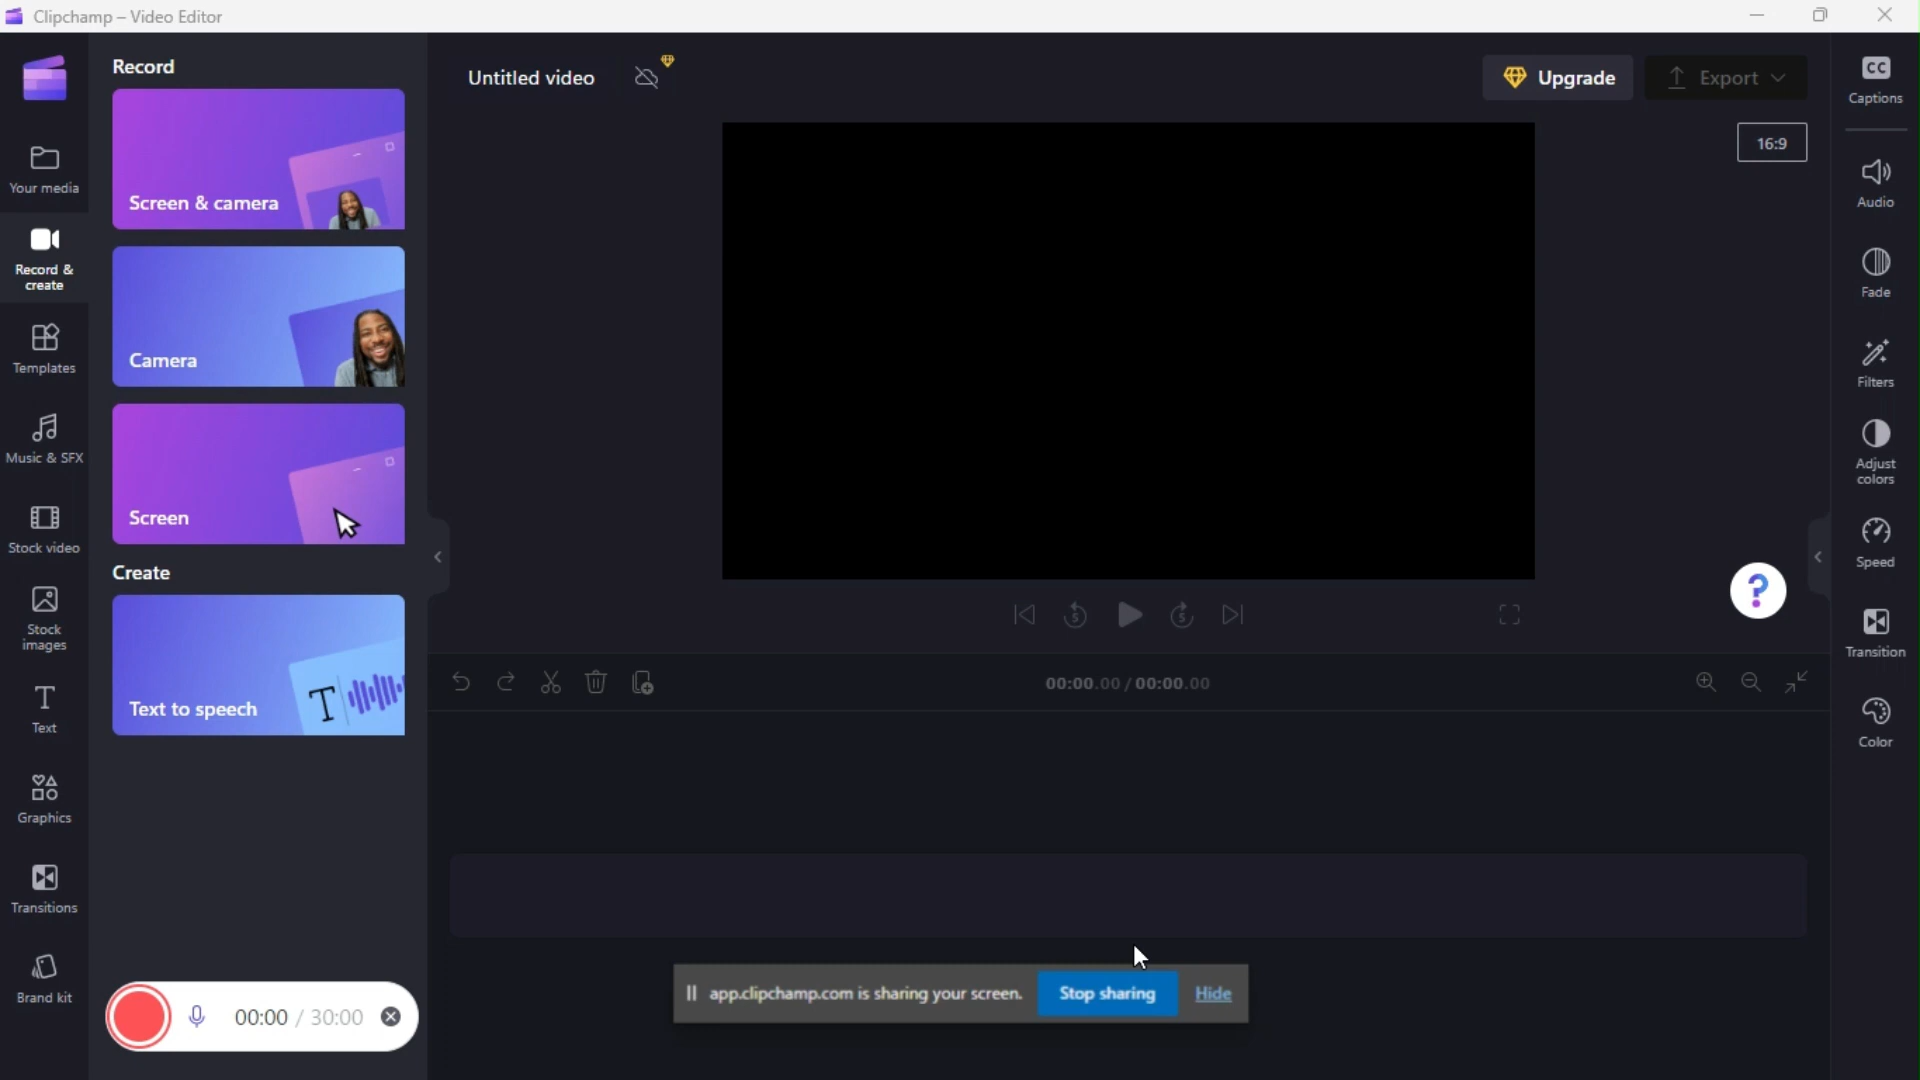 Clipchamp – Video Editor
Your media
Record &
create
Templates
Music & SFX
Stock video
Stock
images
Text
Graphics
Transitions
Brand kit
Record
Screen & camera
Camera
Screen
Create
Text to speech
T
00:00 / 30:00
Untitled video
Upgrade
Export
16:9
5
5
?
00:00.00 / 00:00.00
app.clipchamp.com is sharing your screen.
Stop sharing
Hide
CC
Captions
Audio
Fade
Filters
Adjust
colors
Speed
Transition
Color